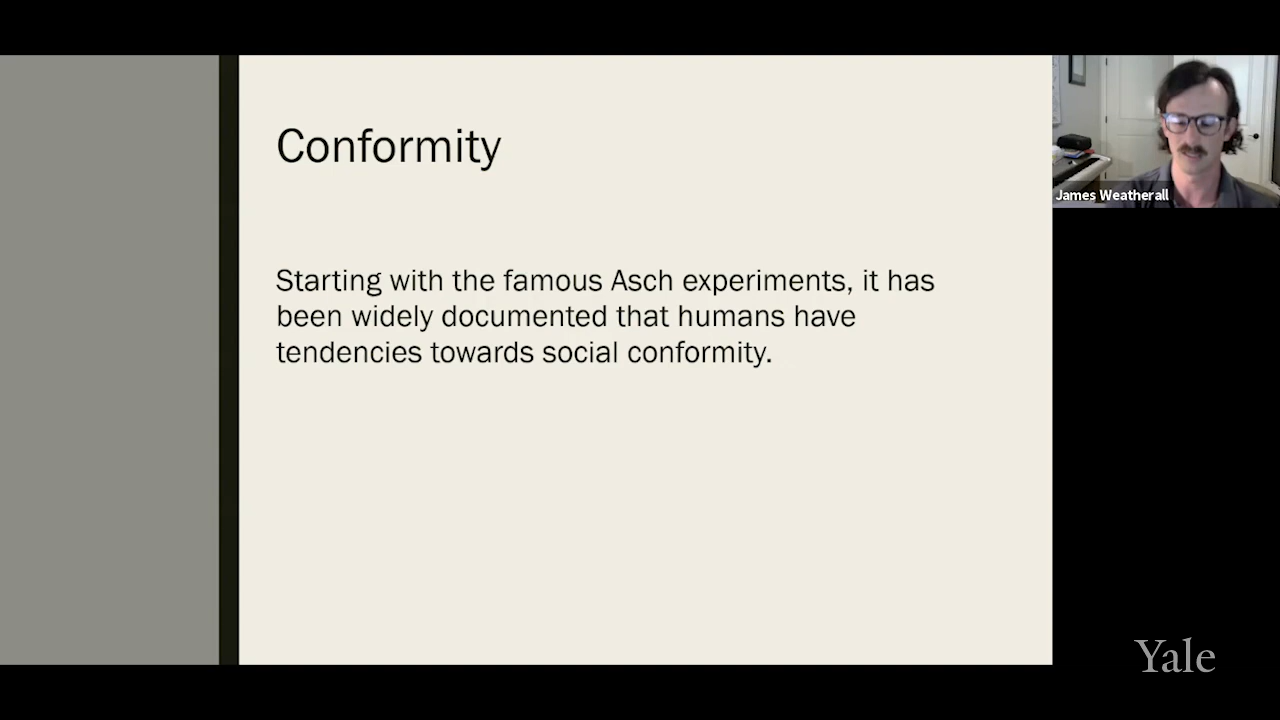 Conformity
Starting with the famous Asch experiments, it has
been widely documented that humans have
tendencies towards social conformity.
James Weatherall
Yale